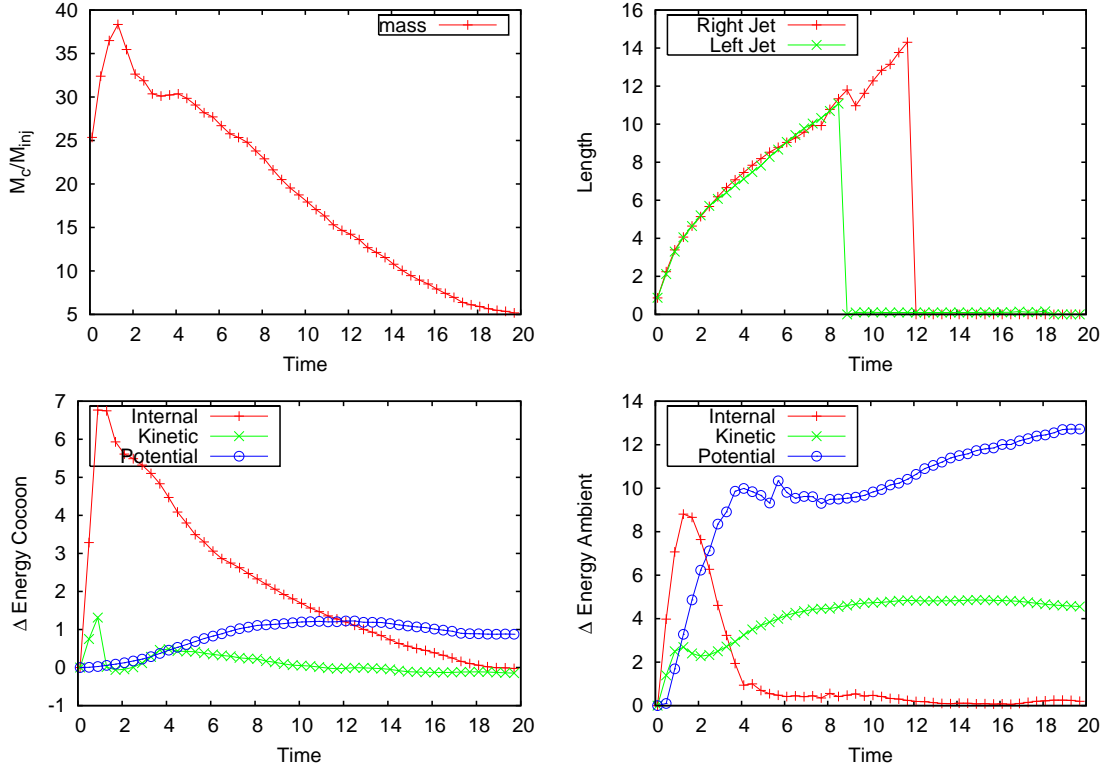 mass
M_c/M_inj
40
35
30
25
20
15
10
5
0 2 4 6 8 10 12 14 16 18 20
Time
Right Jet
Left Jet
Length
16
14
12
10
8
6
4
2
0
0 2 4 6 8 10 12 14 16 18 20
Time
Internal
Kinetic
Potential
Δ Energy Cocoon
7
6
5
4
3
2
1
0
-1
0 2 4 6 8 10 12 14 16 18 20
Time
Internal
Kinetic
Potential
Δ Energy Ambient
14
12
10
8
6
4
2
0
0 2 4 6 8 10 12 14 16 18 20
Time